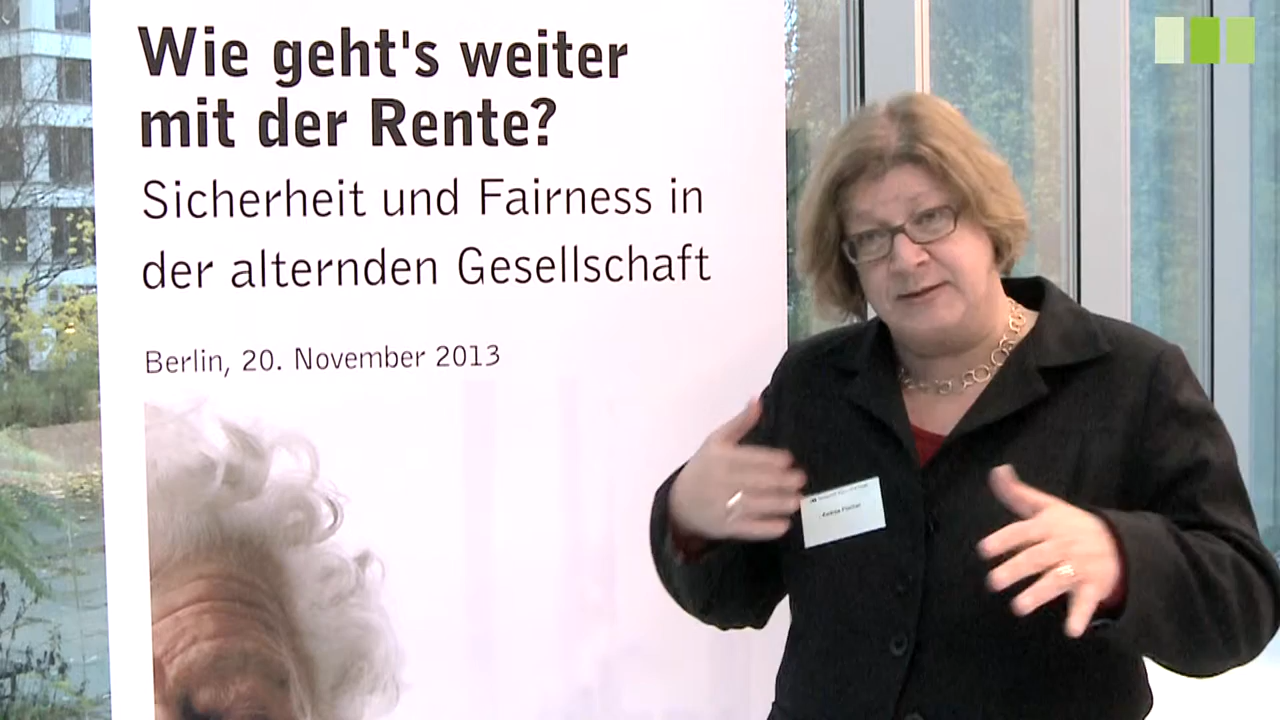 Wie geht's weiter
mit der Rente?
Sicherheit und Fairness in
der alternden Gesellschaft
Berlin, 20. November 2013